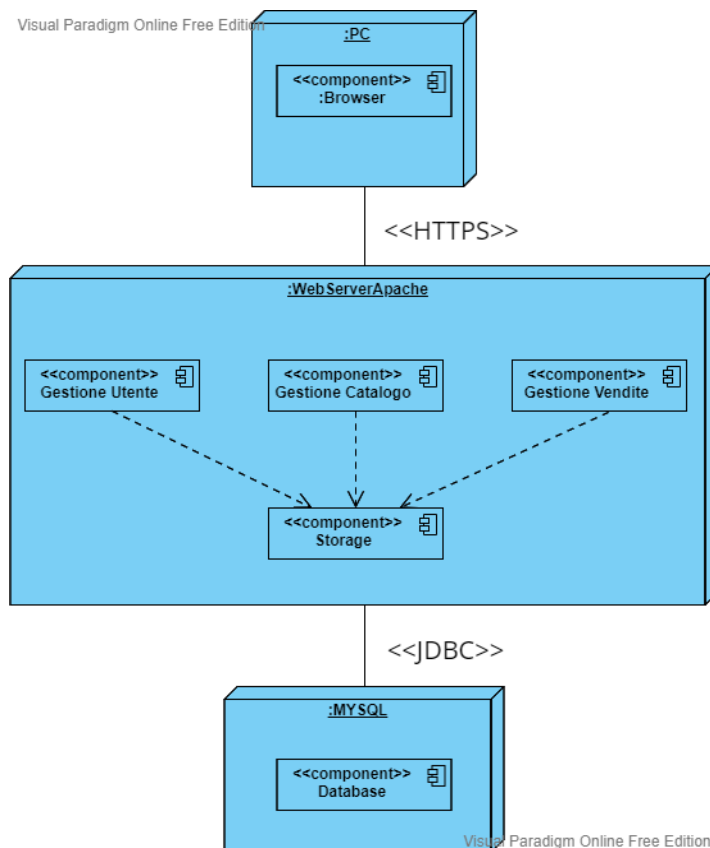 Visual Paradigm Online Free Edition
:PC
<<component>>
:Browser
<<HTTPS>>
:WebServerApache
<<component>>
Gestione Utente
<<component>>
Gestione Catalogo
<<component>>
Gestione Vendite
<<component>>
Storage
<<JDBC>>
:MYSQL
<<component>>
Database
Visual Paradigm Online Free Edition